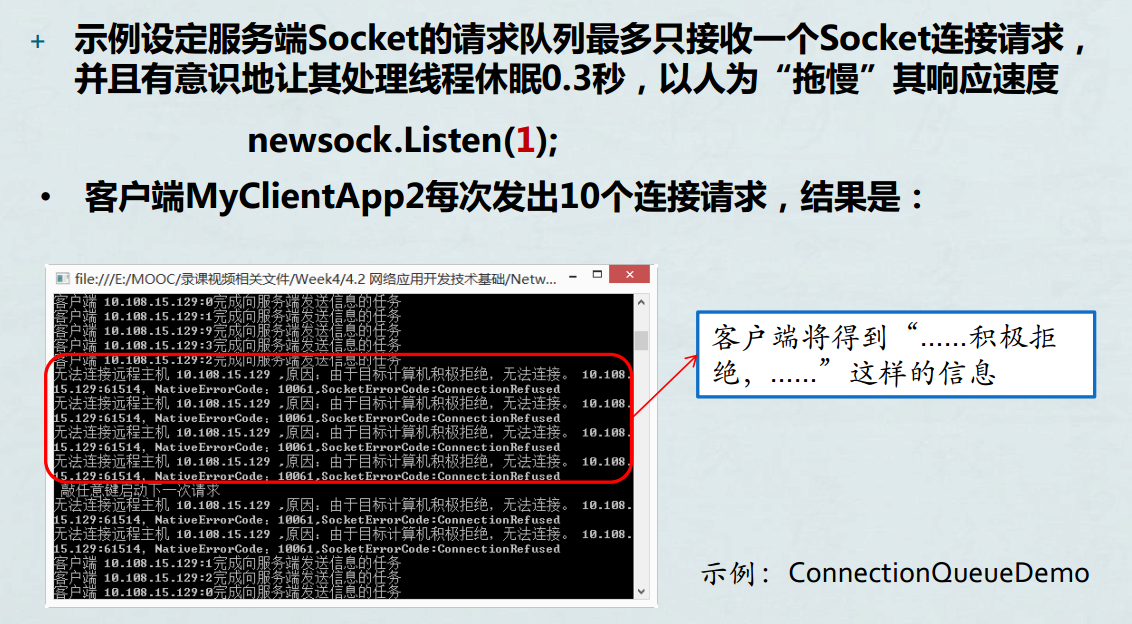 + 示例设定服务端Socket的请求队列最多只接收一个Socket连接请求，
并且有意识地让其处理线程休眠0.3秒，以人为“拖慢”其响应速度
newsock.Listen(1);
• 客户端MyClientApp2每次发出10个连接请求，结果是：
file:///E:/MOOC/录课视频相关文件/Week4/4.2 网络应用开发技术基础/Netw...
客户端 10.108.15.129:0完成向服务端发送信息的任务
客户端 10.108.15.129:1完成向服务端发送信息的任务
客户端 10.108.15.129:9完成向服务端发送信息的任务
客户端 10.108.15.129:3完成向服务端发送信息的任务
客户端 10.108.15.129:2完成向服务端发送信息的任务
无法连接远程主机 10.108.15.129 ,原因：由于目标计算机积极拒绝，无法连接。 10.108.
15.129:61514, NativeErrorCode：10061,SocketErrorCode:ConnectionRefused
无法连接远程主机 10.108.15.129 ,原因：由于目标计算机积极拒绝，无法连接。 10.108.
15.129:61514, NativeErrorCode：10061,SocketErrorCode:ConnectionRefused
无法连接远程主机 10.108.15.129 ,原因：由于目标计算机积极拒绝，无法连接。 10.108.
15.129:61514, NativeErrorCode：10061,SocketErrorCode:ConnectionRefused
无法连接远程主机 10.108.15.129 ,原因：由于目标计算机积极拒绝，无法连接。 10.108.
15.129:61514, NativeErrorCode：10061,SocketErrorCode:ConnectionRefused
敲任意键启动下一次请求
无法连接远程主机 10.108.15.129 ,原因：由于目标计算机积极拒绝，无法连接。 10.108.
15.129:61514, NativeErrorCode：10061,SocketErrorCode:ConnectionRefused
无法连接远程主机 10.108.15.129 ,原因：由于目标计算机积极拒绝，无法连接。 10.108.
15.129:61514, NativeErrorCode：10061,SocketErrorCode:ConnectionRefused
客户端 10.108.15.129:1完成向服务端发送信息的任务
客户端 10.108.15.129:2完成向服务端发送信息的任务
客户端 10.108.15.129:0完成向服务端发送信息的任务
客户端将得到“……积极拒
绝，……”这样的信息
示例：ConnectionQueueDemo